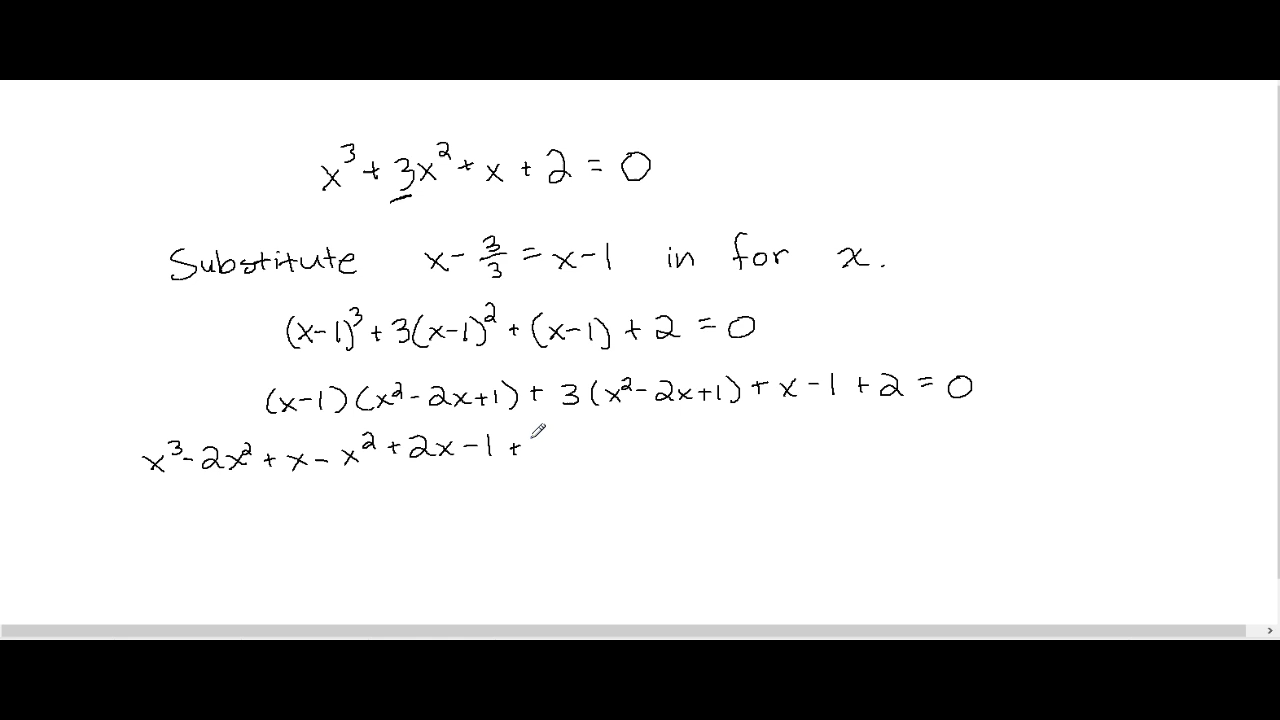 x³ + 3x² + x + 2 = 0
Substitute x - 3/3 = x - 1 in for x.
(x-1)³ + 3(x-1)² + (x-1) + 2 = 0
(x-1)(x² - 2x+1) + 3(x² - 2x+1) + x - 1 + 2 = 0
x³ - 2x² + x - x² + 2x - 1 +